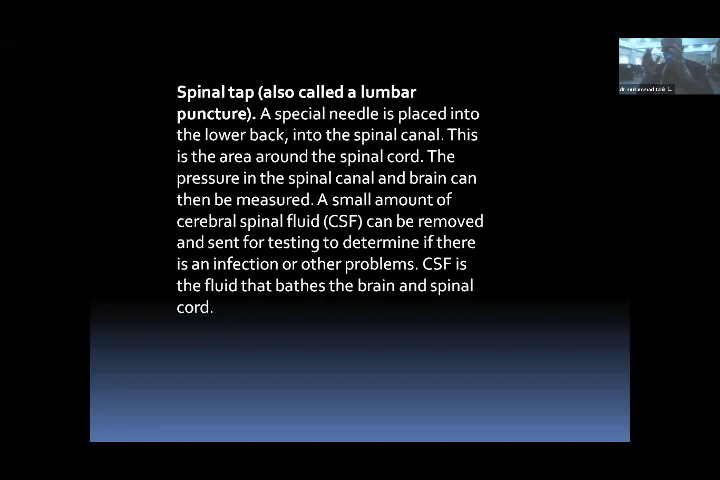 Spinal tap (also called a lumbar
puncture). A special needle is placed into
the lower back, into the spinal canal. This
is the area around the spinal cord. The
pressure in the spinal canal and brain can
then be measured. A small amount of
cerebral spinal fluid (CSF) can be removed
and sent for testing to determine if there
is an infection or other problems. CSF is
the fluid that bathes the brain and spinal
cord.